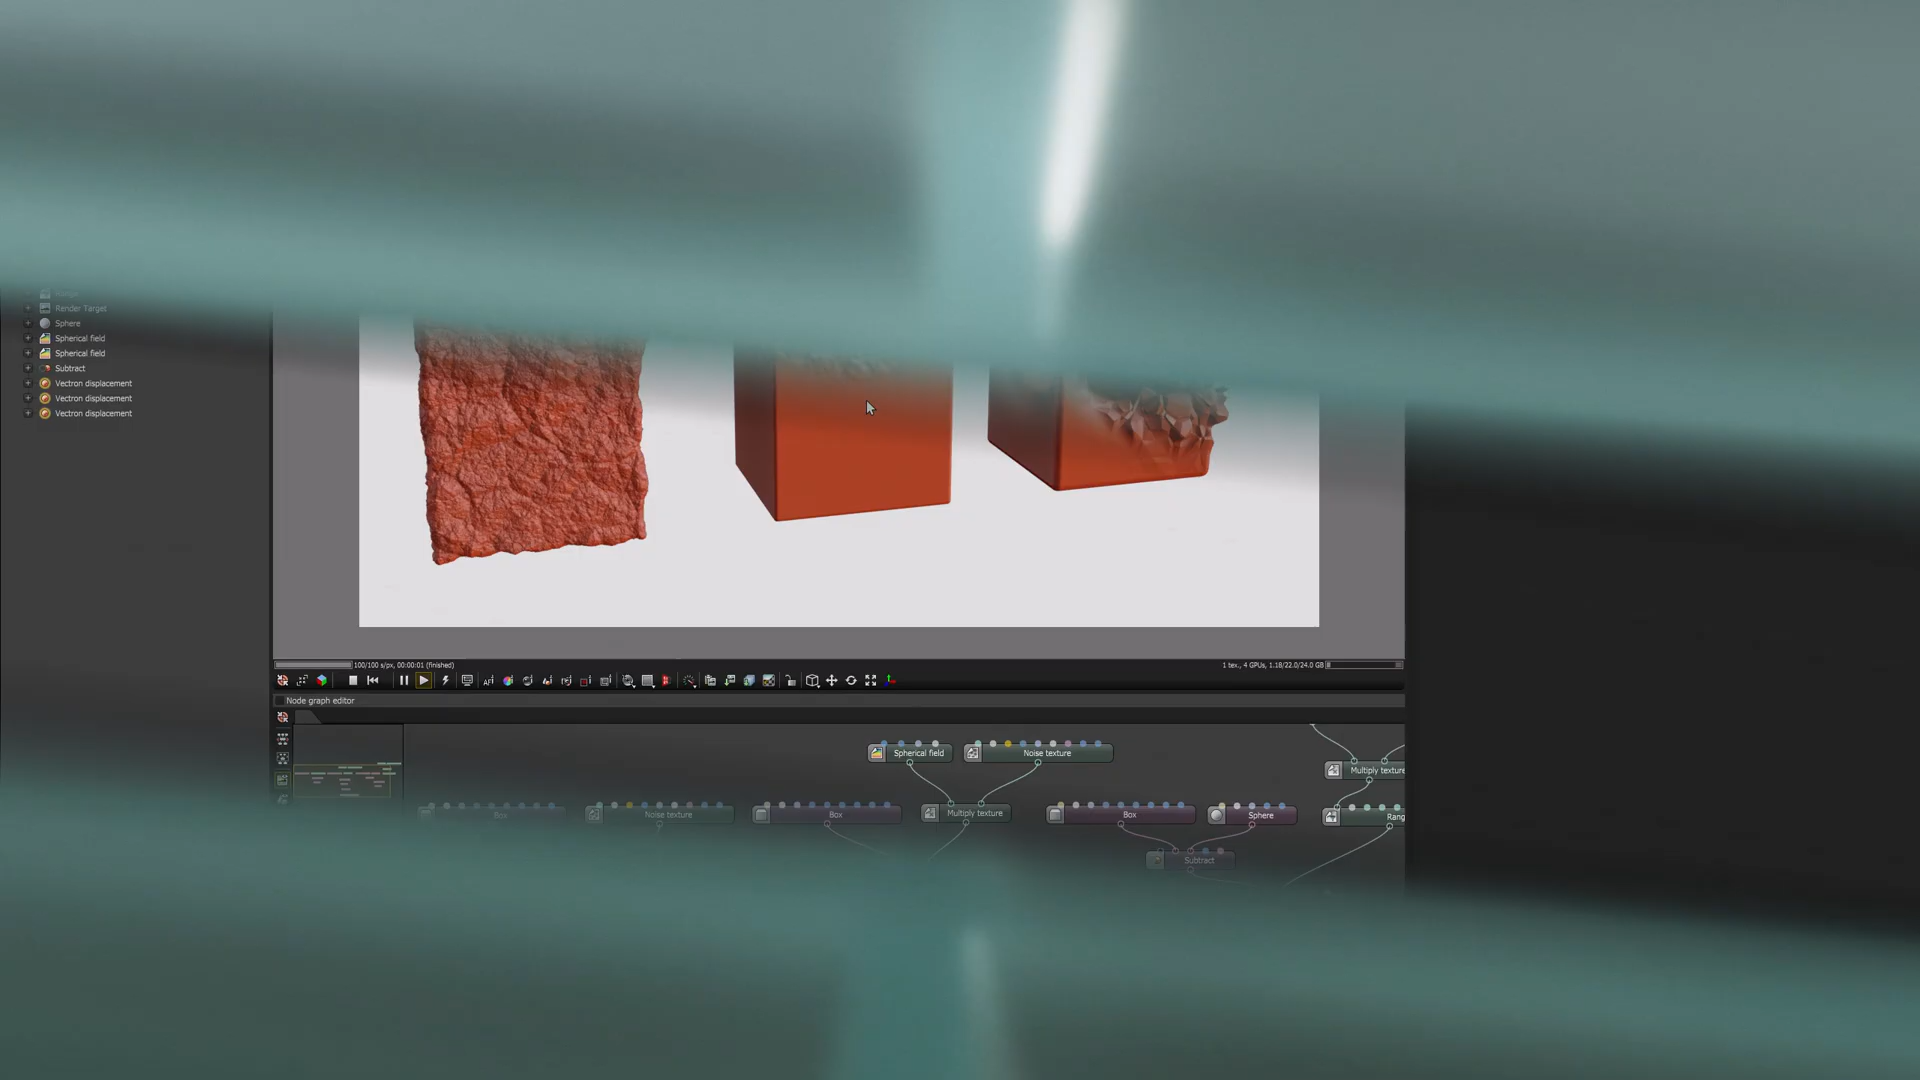 Render Target
Sphere
Spherical field
Spherical field
Subtract
Vectron displacement
Vectron displacement
Vectron displacement
100/100 s/px, 00:00:01 (finished)
1 tex., 4 GPUs, 1.18/22.0/24.0 GB
Node graph editor
Spherical field
Noise texture
Multiply texture
Box
Noise texture
Box
Multiply texture
Box
Sphere
Rang
Subtract